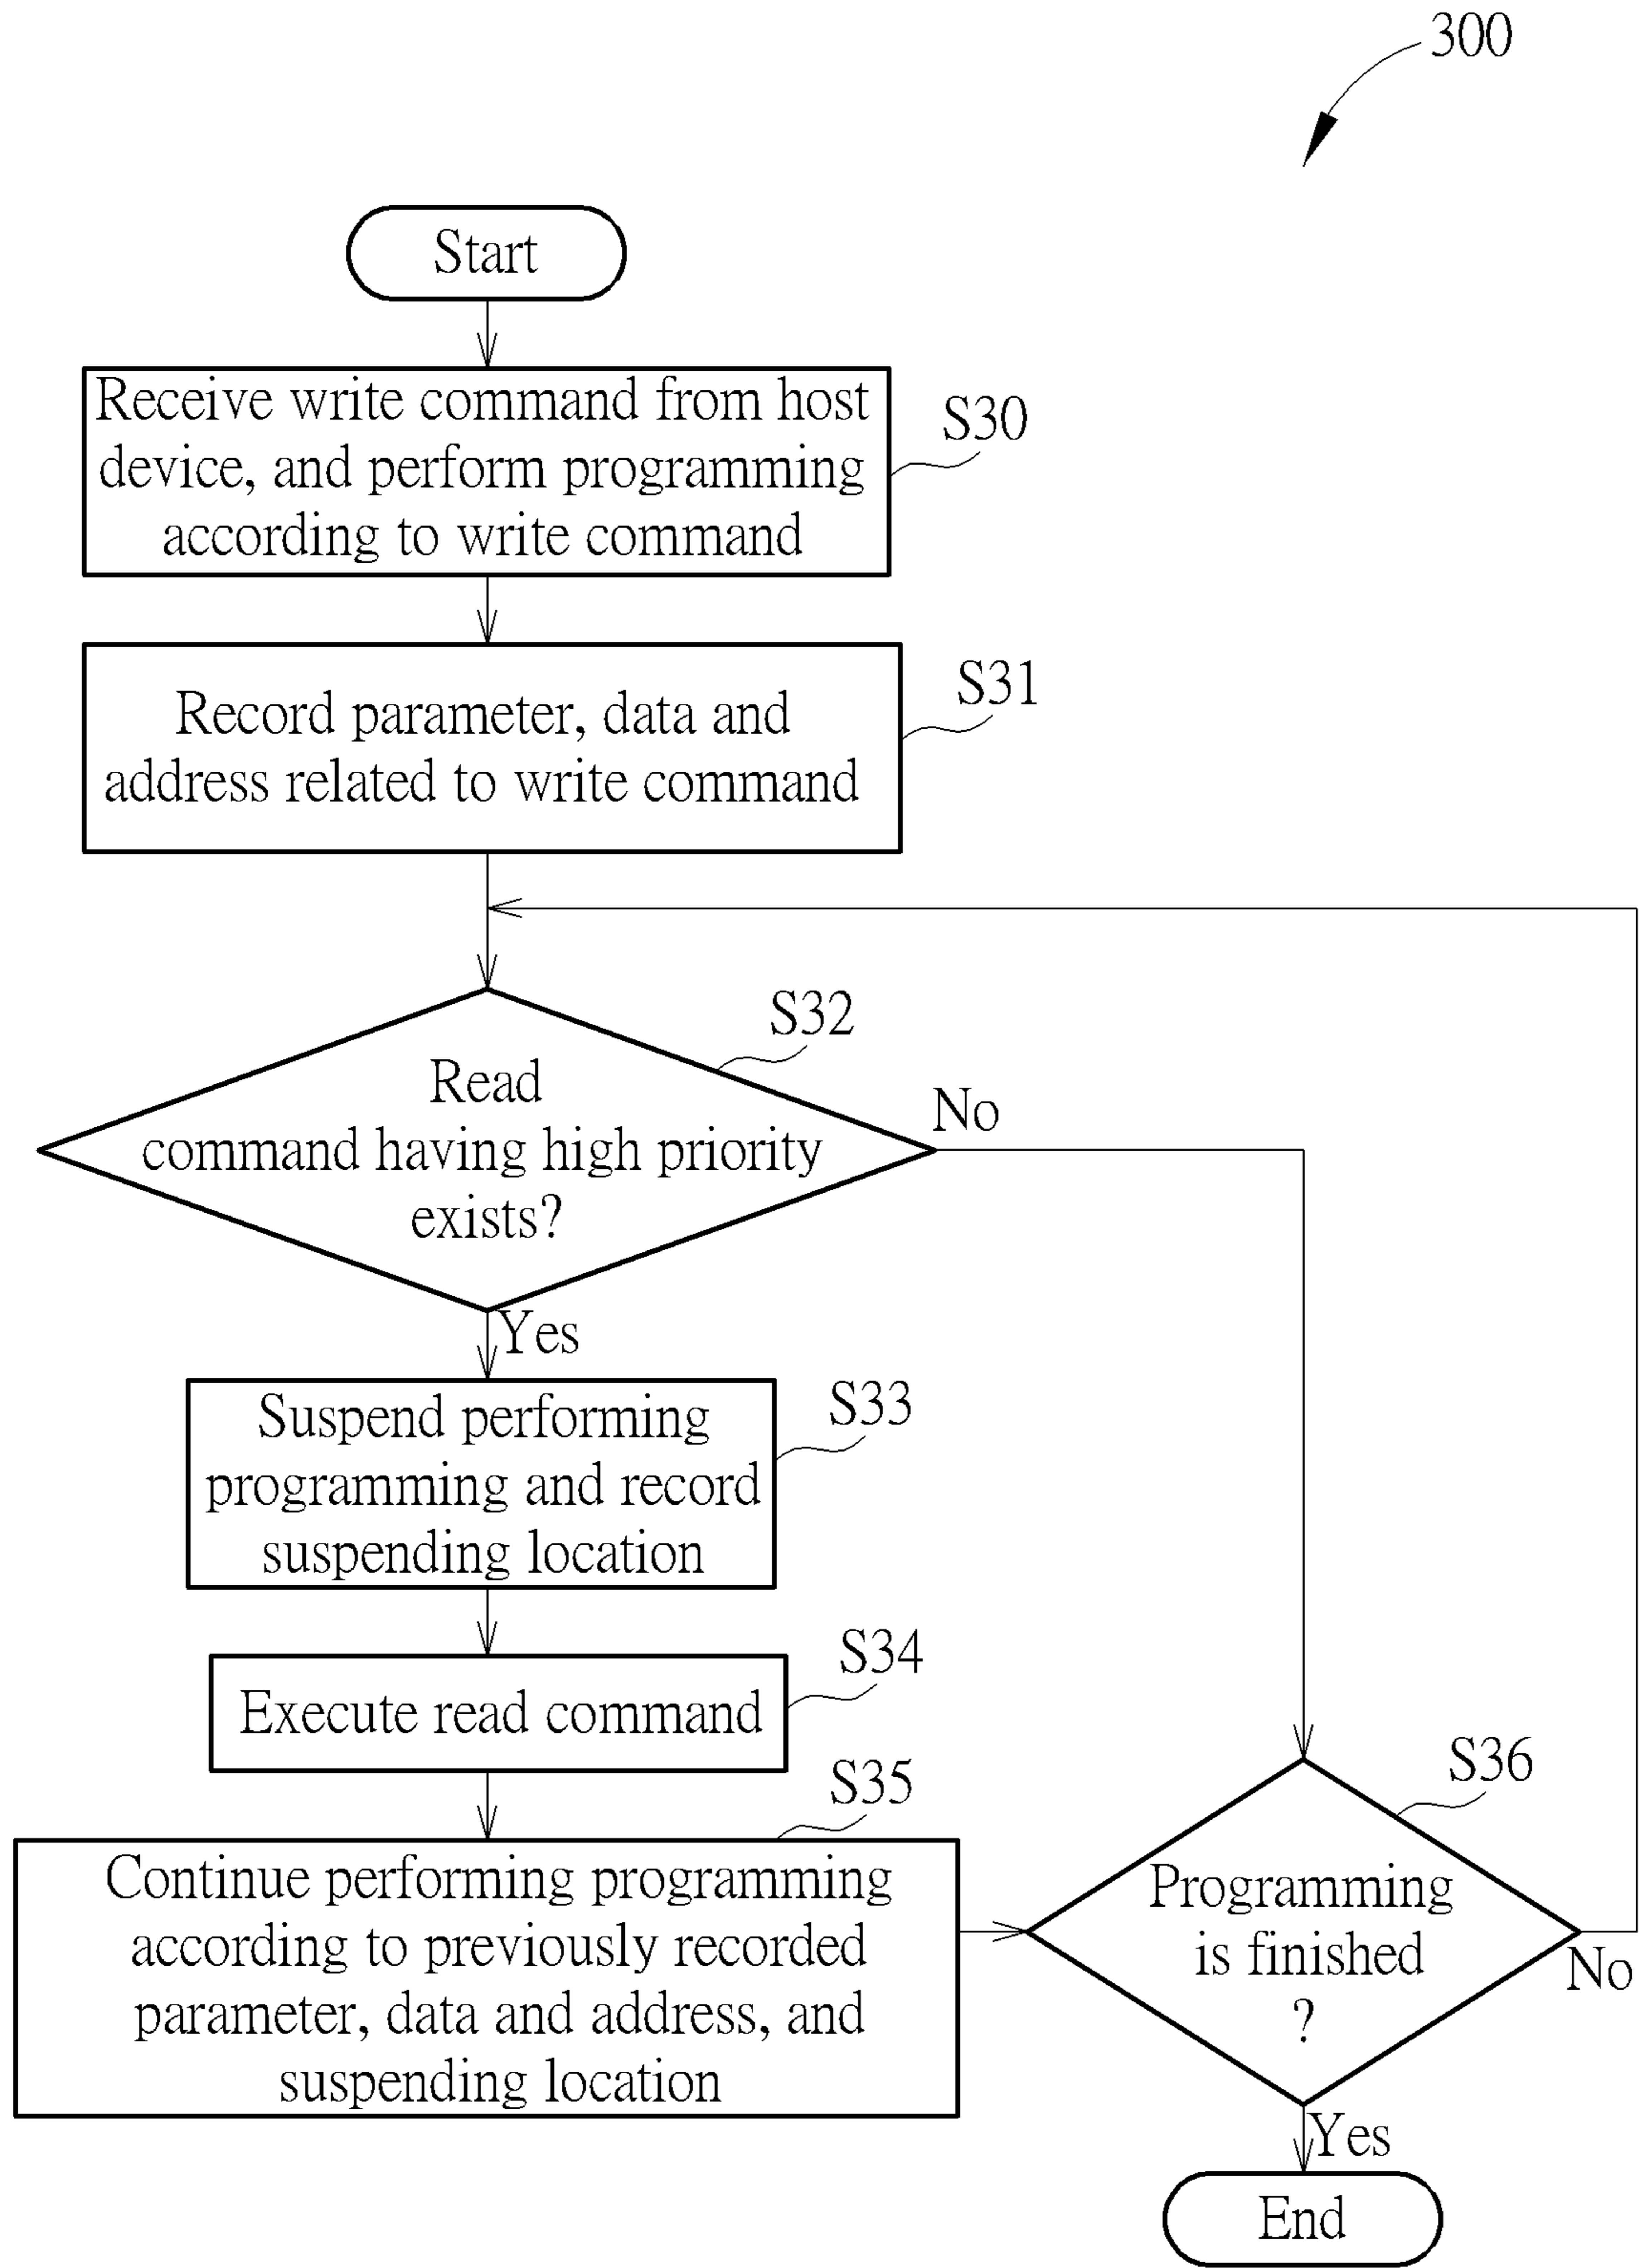 300
Start
Receive write command from host
device, and perform programming
according to write command
S30
Record parameter, data and
address related to write command
S31
S32
Read
command having high priority
exists?
No
Yes
Suspend performing
programming and record
suspending location
S33
Execute read command
S34
S35
Continue performing programming
according to previously recorded
parameter, data and address, and
suspending location
S36
Programming
is finished
?
No
Yes
End